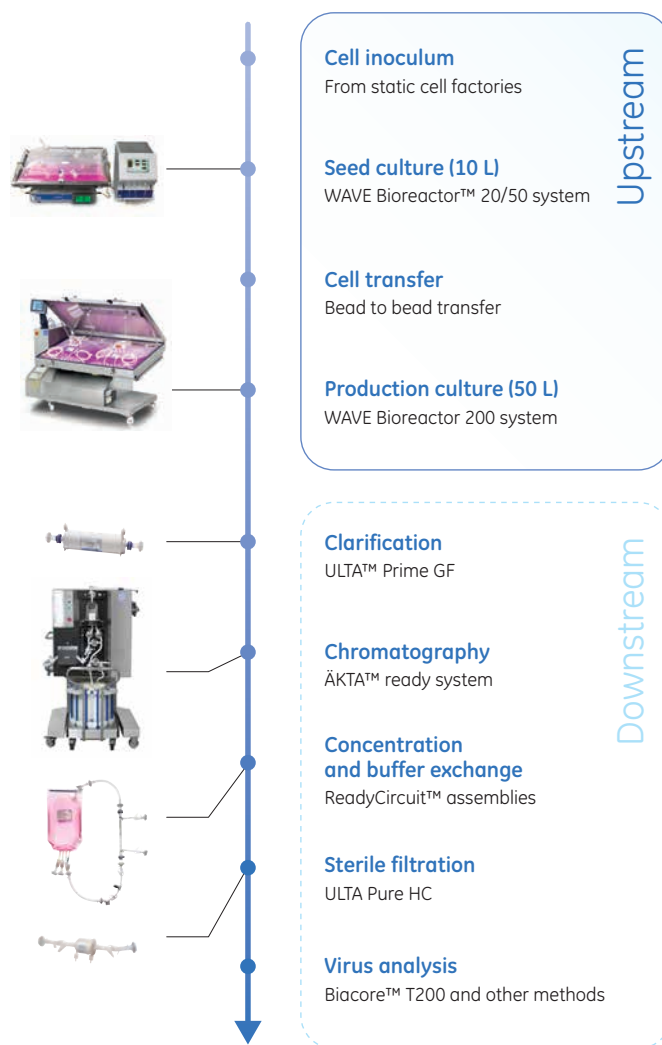 Upstream
Cell inoculum
From static cell factories
Seed culture (10 L)
WAVE Bioreactor™ 20/50 system
Cell transfer
Bead to bead transfer
Production culture (50 L)
WAVE Bioreactor 200 system
Downstream
Clarification
ULTA™ Prime GF
Chromatography
ÄKTA™ ready system
Concentration
and buffer exchange
ReadyCircuit™ assemblies
Sterile filtration
ULTA Pure HC
Virus analysis
Biacore™ T200 and other methods